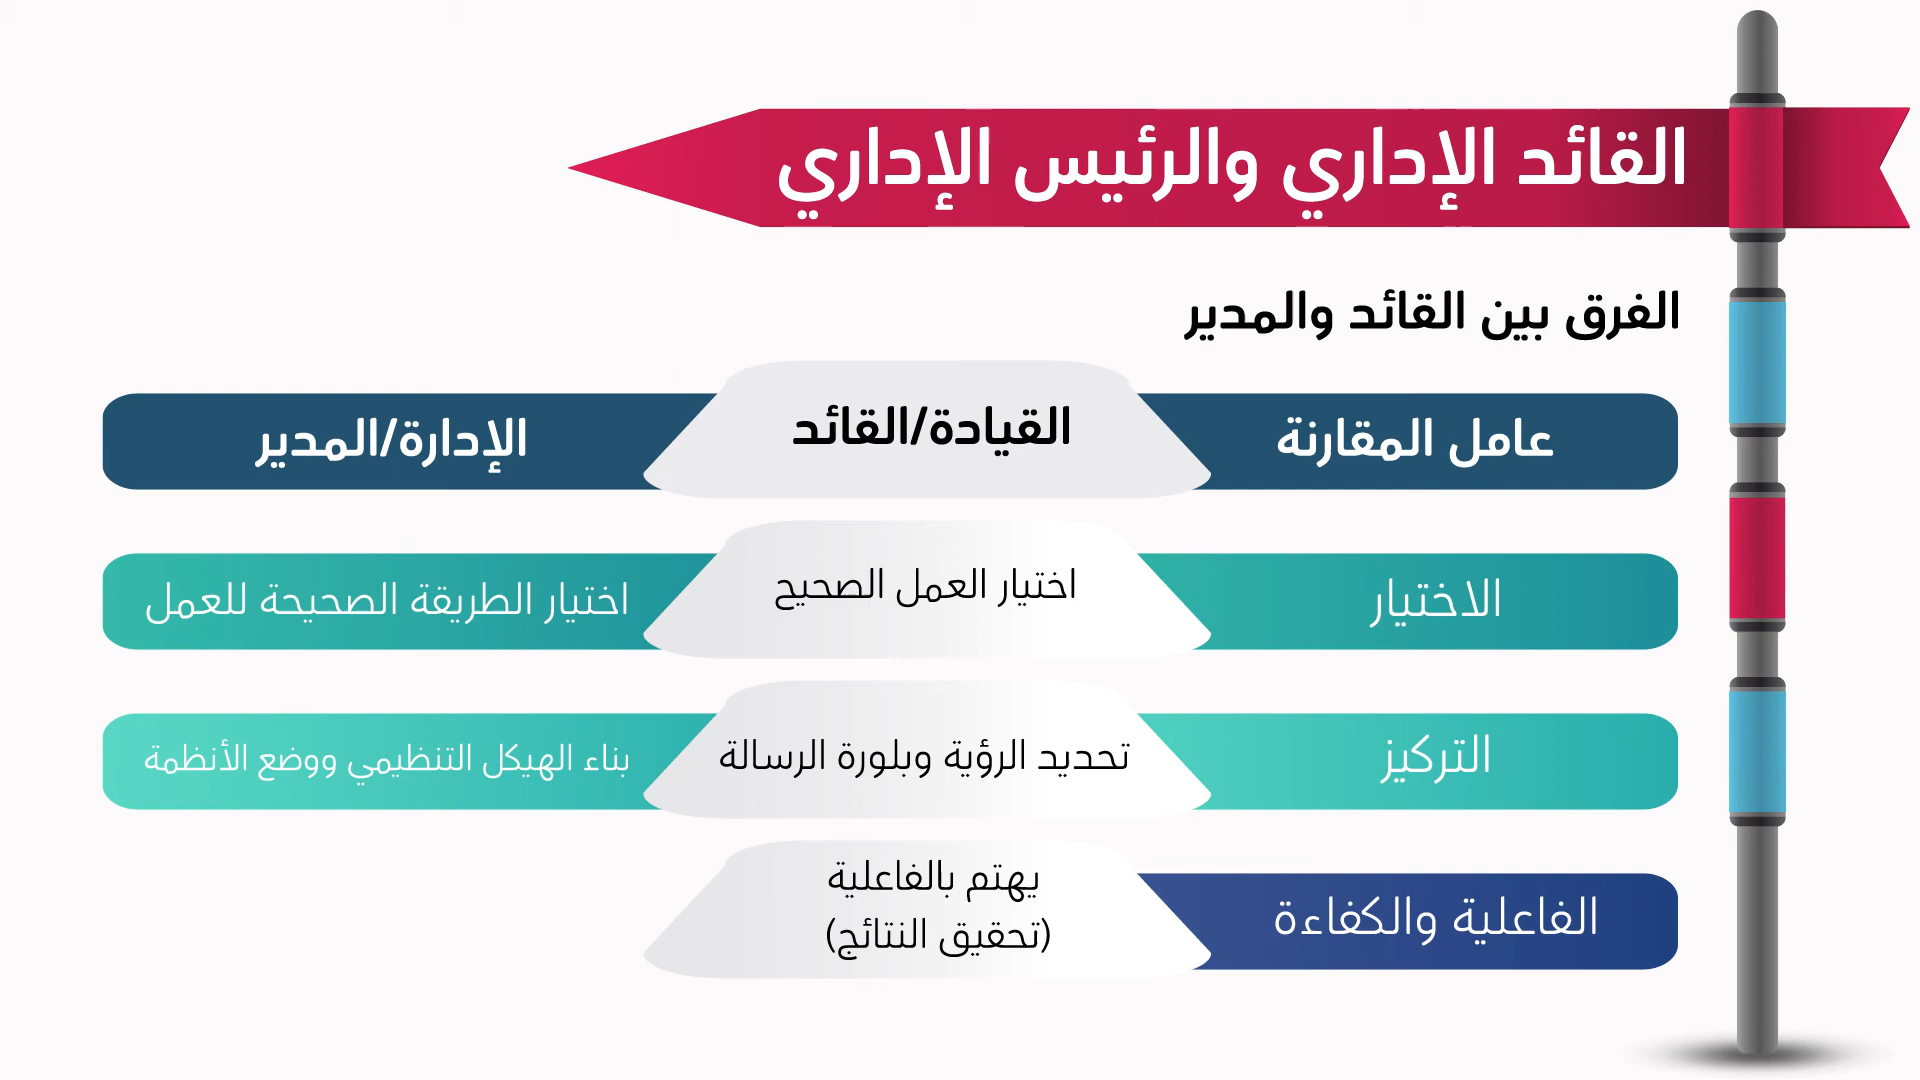 القائد الإداري والرئيس الإداري
الفرق بين القائد والمدير
عامل المقارنة
القيادة/القائد
الإدارة/المدير
الاختيار
اختيار العمل الصحيح
اختيار الطريقة الصحيحة للعمل
التركيز
تحديد الرؤية وبلورة الرسالة
بناء الهيكل التنظيمي ووضع الأنظمة
الفاعلية والكفاءة
يهتم بالفاعلية
(تحقيق النتائج)